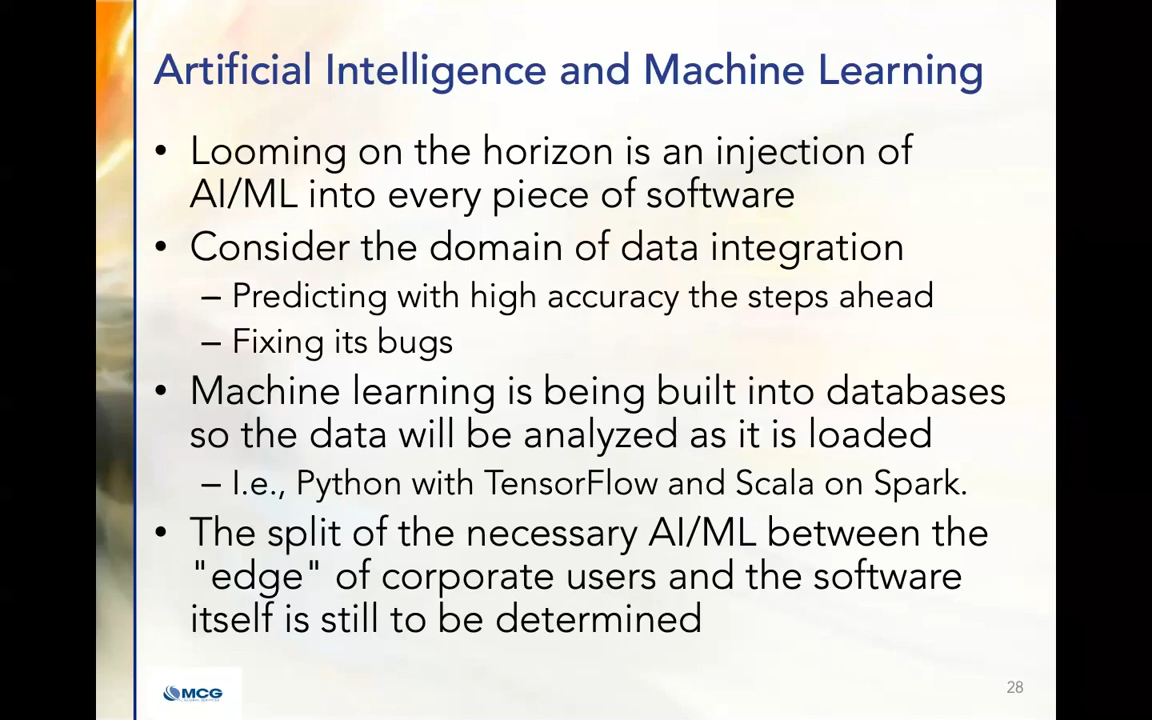 Artificial Intelligence and Machine Learning
• Looming on the horizon is an injection of
AI/ML into every piece of software
• Consider the domain of data integration
– Predicting with high accuracy the steps ahead
– Fixing its bugs
• Machine learning is being built into databases
so the data will be analyzed as it is loaded
– I.e., Python with TensorFlow and Scala on Spark.
• The split of the necessary AI/ML between the
"edge" of corporate users and the software
itself is still to be determined
MCG
28